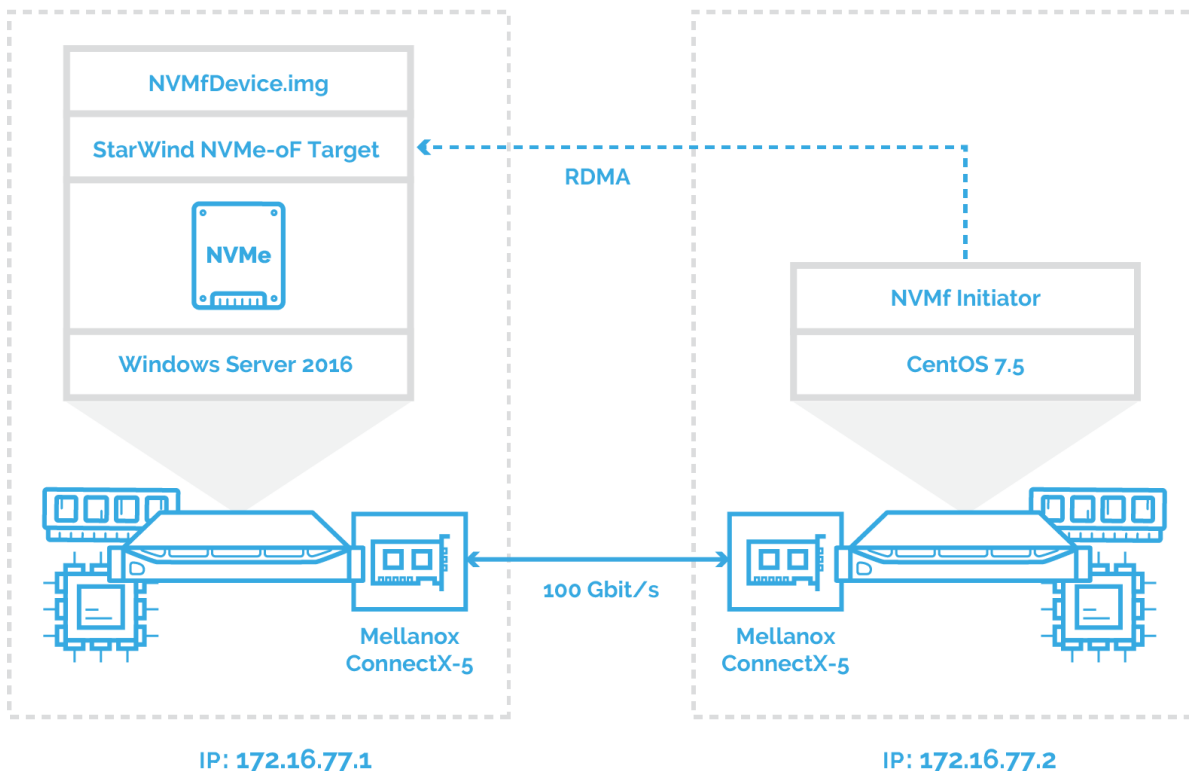 NVMfDevice.img
StarWind NVMe-oF Target
RDMA
NVMe
Windows Server 2016
NVMf Initiator
CentOS 7.5
100 Gbit/s
Mellanox
ConnectX-5
Mellanox
ConnectX-5
IP: 172.16.77.1
IP: 172.16.77.2